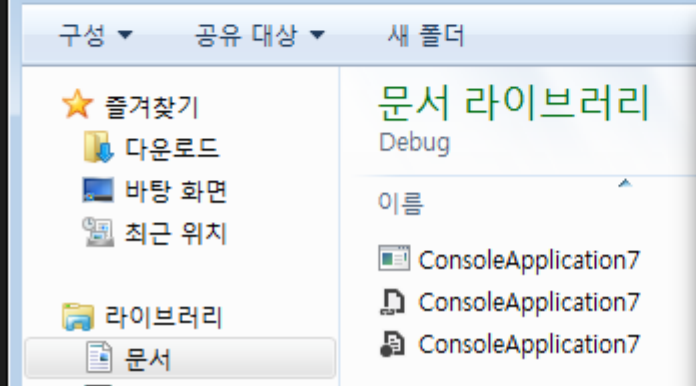 구성 공유 대상 새 폴더
즐겨찾기
다운로드
바탕 화면
최근 위치
라이브러리
문서
문서 라이브러리
Debug
이름
ConsoleApplication7
ConsoleApplication7
ConsoleApplication7